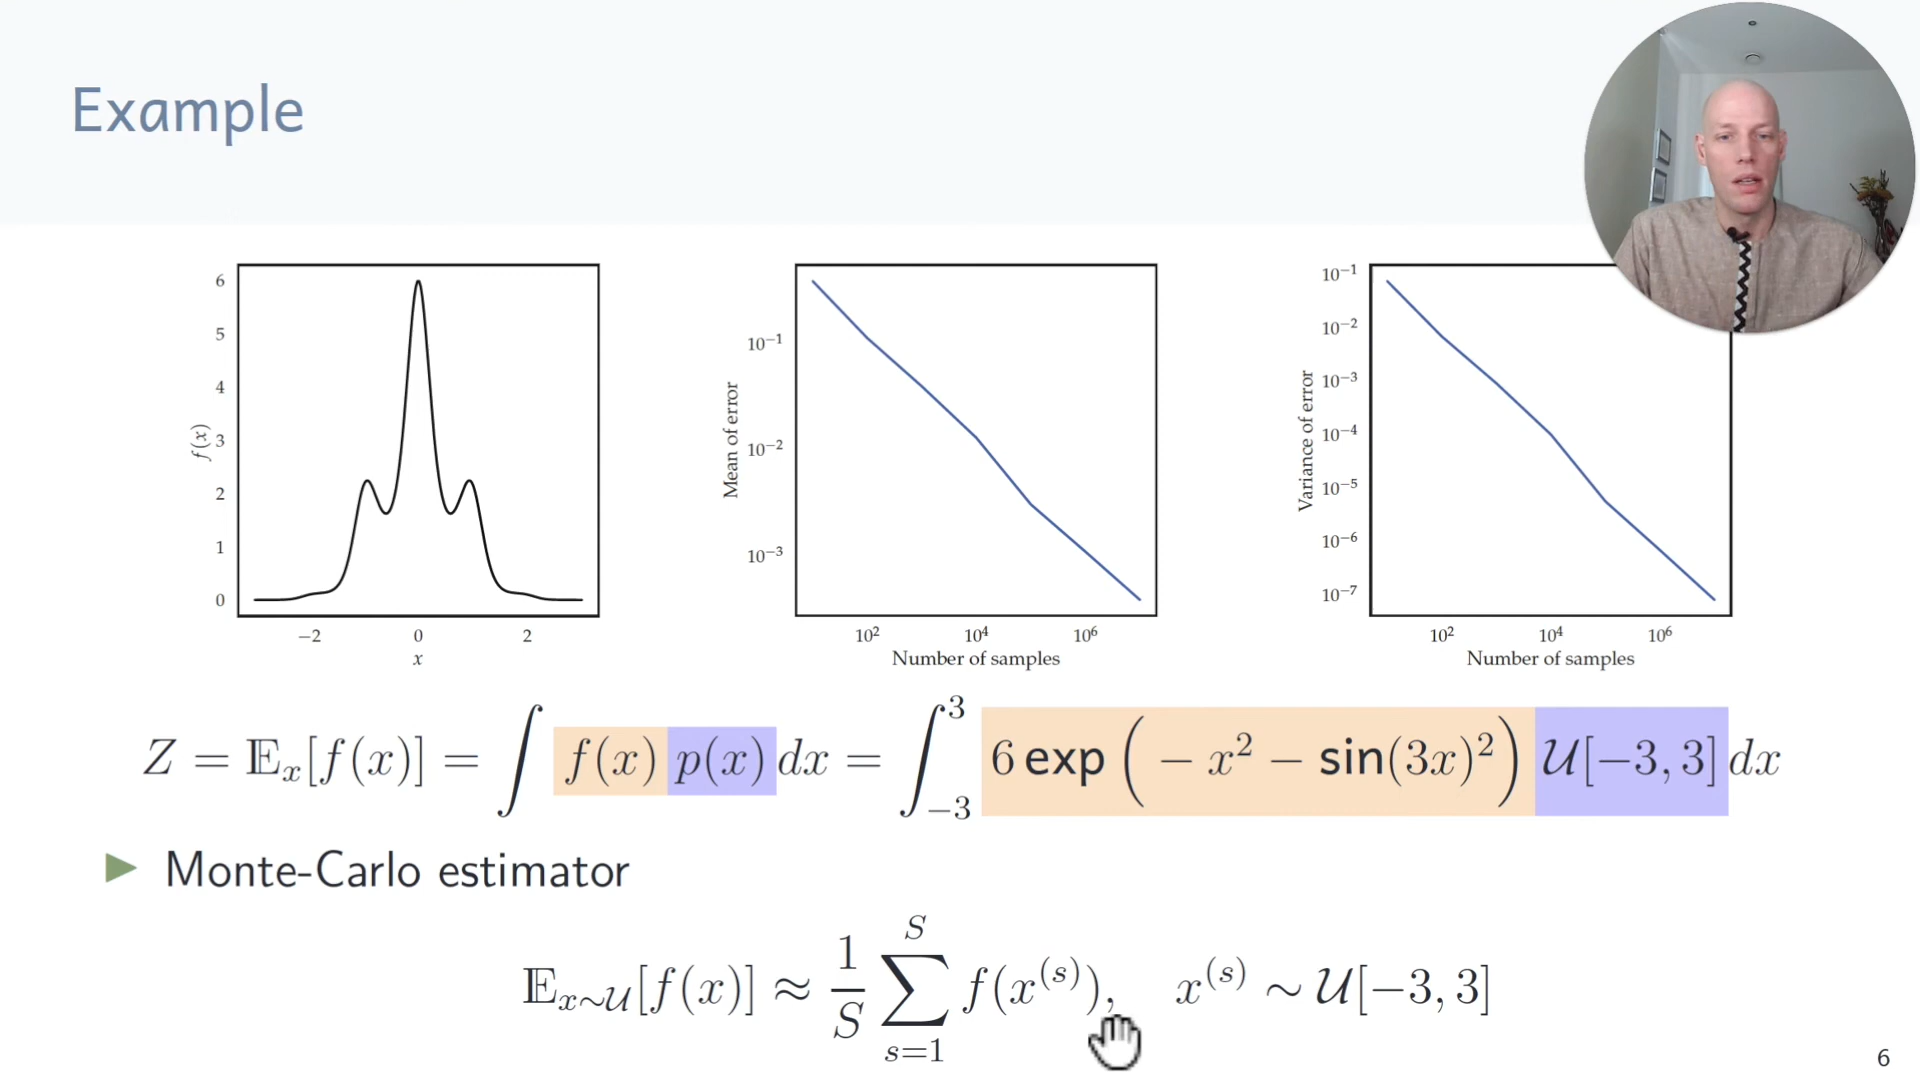 Example
6
5
4
3
2
1
0
f(x)
−2 0 2
x
10⁻¹
10⁻²
10⁻³
Mean of error
10² 10⁴ 10⁶
Number of samples
10⁻¹
10⁻²
10⁻³
10⁻⁴
10⁻⁵
10⁻⁶
10⁻⁷
Variance of error
10² 10⁴ 10⁶
Number of samples
Z = 𝔼ₓ[f(x)] = ∫ f(x) p(x) dx = ∫₋₃³ 6 exp ( − x² − sin(3x)² ) 𝒰[−3, 3] dx
▶ Monte-Carlo estimator
𝔼_{x∼𝒰}[f(x)] ≈ 1/S ∑_{s=1}^{S} f(x⁽ˢ⁾), x⁽ˢ⁾ ∼ 𝒰[−3, 3]
6